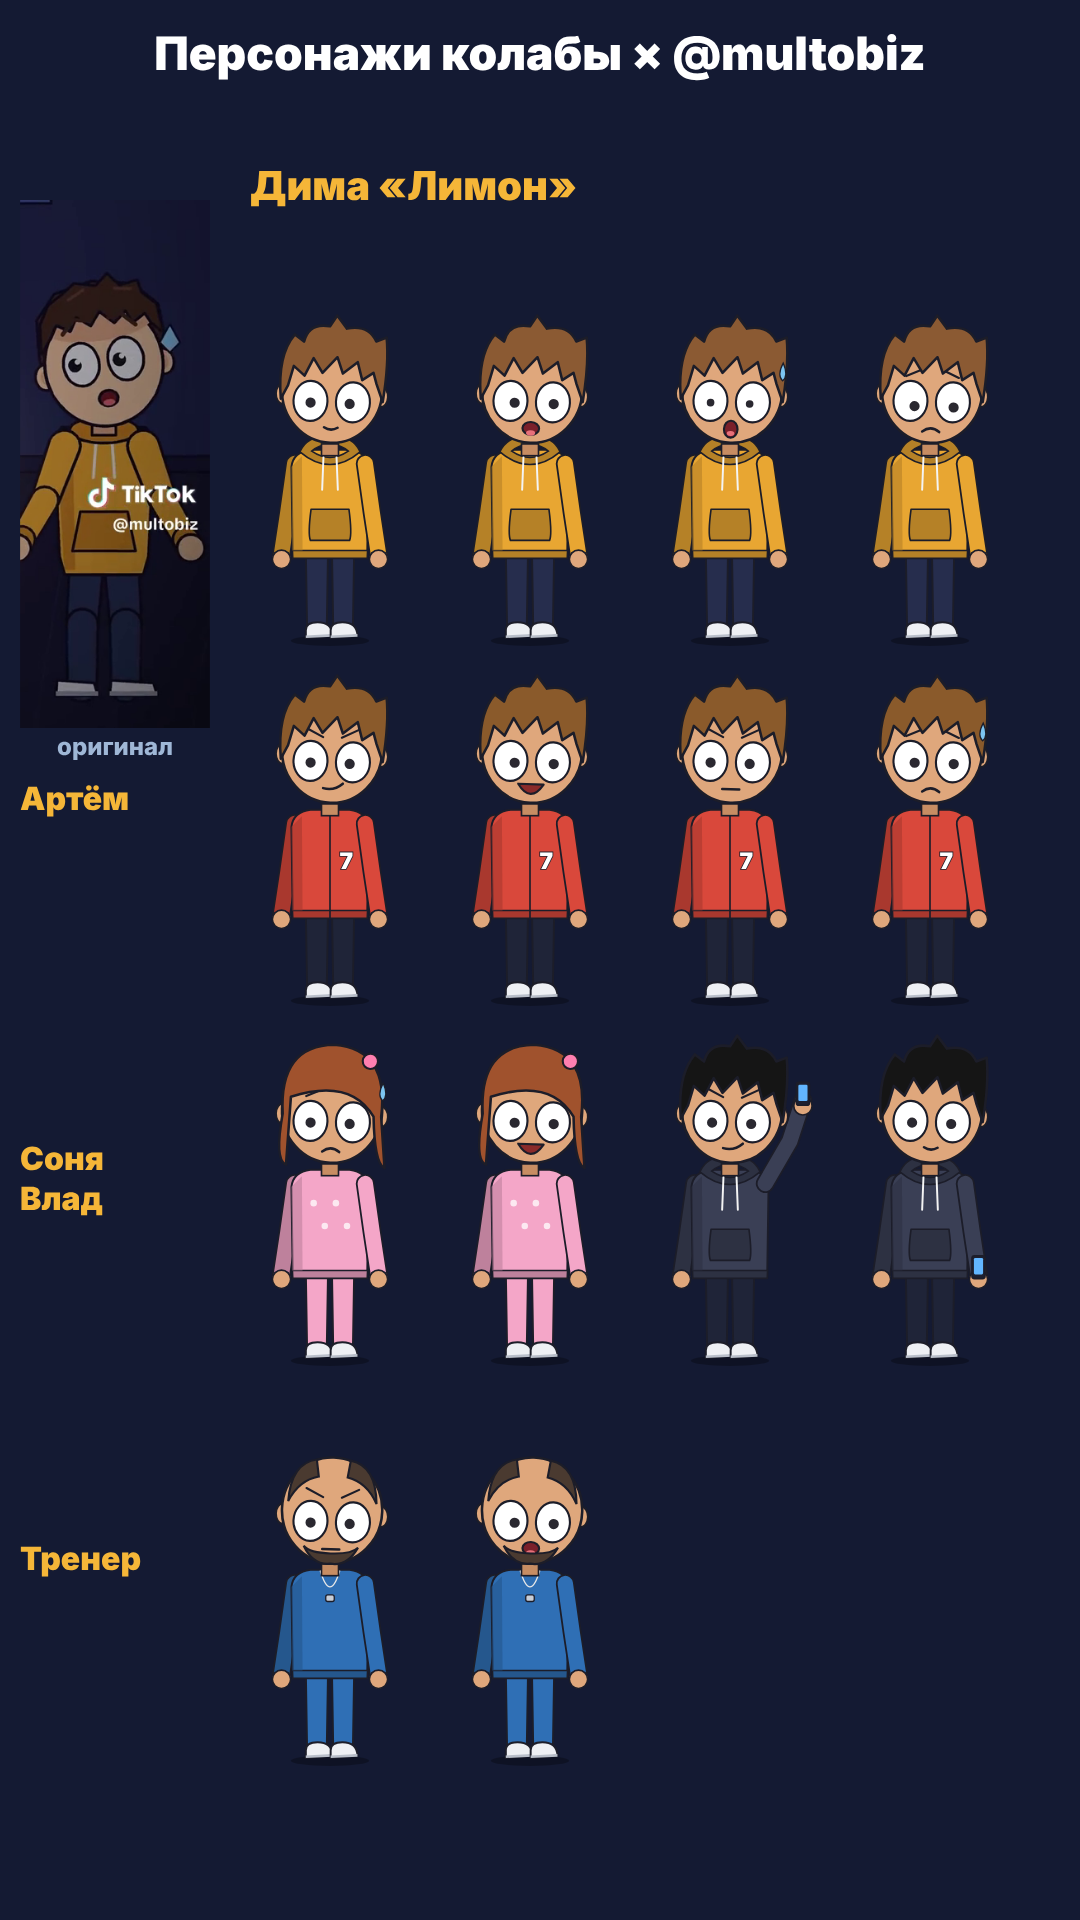 Персонажи колабы × @multobiz
Дима «Лимон»
TikTok
@multobiz
оригинал
Артём
7
7
7
7
Соня
Влад
Тренер